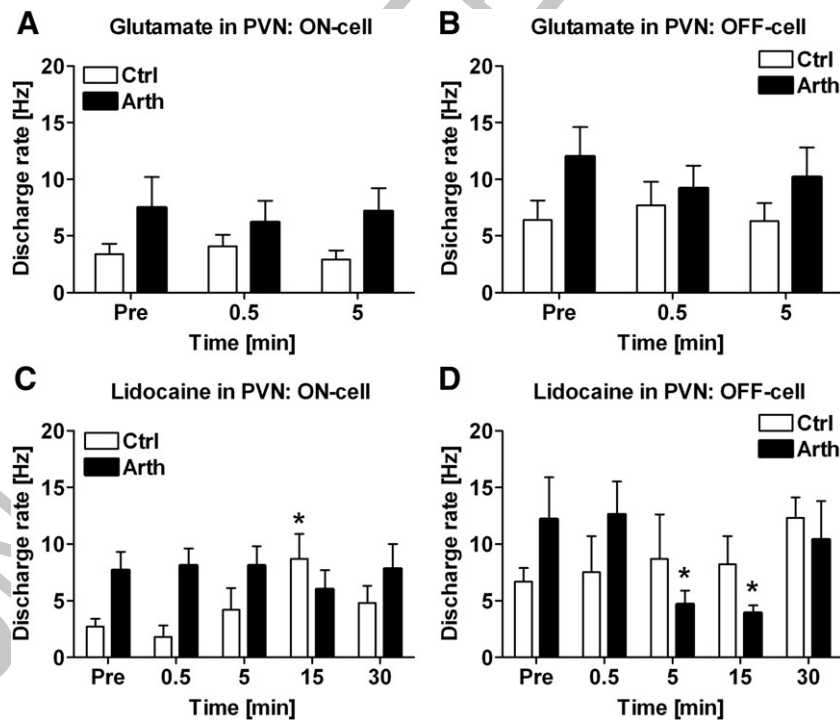 A
Glutamate in PVN: ON-cell
20
15
10
5
0
Discharge rate [Hz]
Ctrl
Arth
Pre 0.5 5
Time [min]
B
Glutamate in PVN: OFF-cell
20
15
10
5
0
Dsicharge rate [Hz]
Ctrl
Arth
Pre 0.5 5
Time [min]
C
Lidocaine in PVN: ON-cell
20
15
10
5
0
Discharge rate [Hz]
Ctrl
Arth
*
Pre 0.5 5 15 30
Time [min]
D
Lidocaine in PVN: OFF-cell
20
15
10
5
0
Discharge rate [Hz]
Ctrl
Arth
* *
Pre 0.5 5 15 30
Time [min]